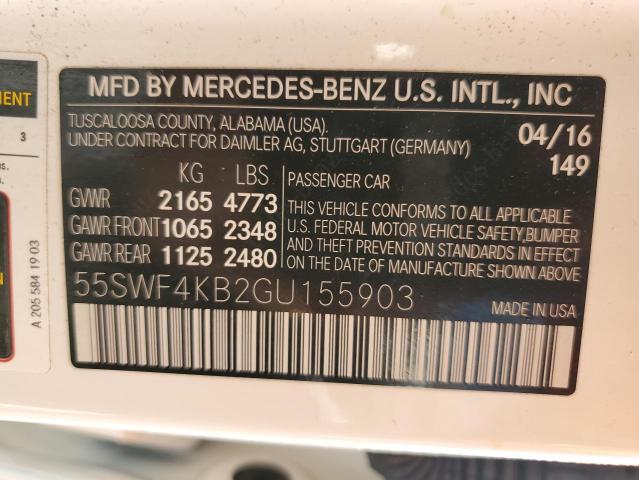 MFD BY MERCEDES-BENZ U.S. INTL., INC
TUSCALOOSA COUNTY, ALABAMA (USA).
UNDER CONTRACT FOR DAIMLER AG, STUTTGART (GERMANY)
04/16
149
KG LBS
GVWR 2165 4773
GAWR FRONT 1065 2348
GAWR REAR 1125 2480
PASSENGER CAR
THIS VEHICLE CONFORMS TO ALL APPLICABLE
U.S. FEDERAL MOTOR VEHICLE SAFETY, BUMPER
AND THEFT PREVENTION STANDARDS IN EFFECT
ON THE DATE OF MANUFACTURE SHOWN ABOVE.
55SWF4KB2GU155903
MADE IN USA
3
A 205 584 19 03